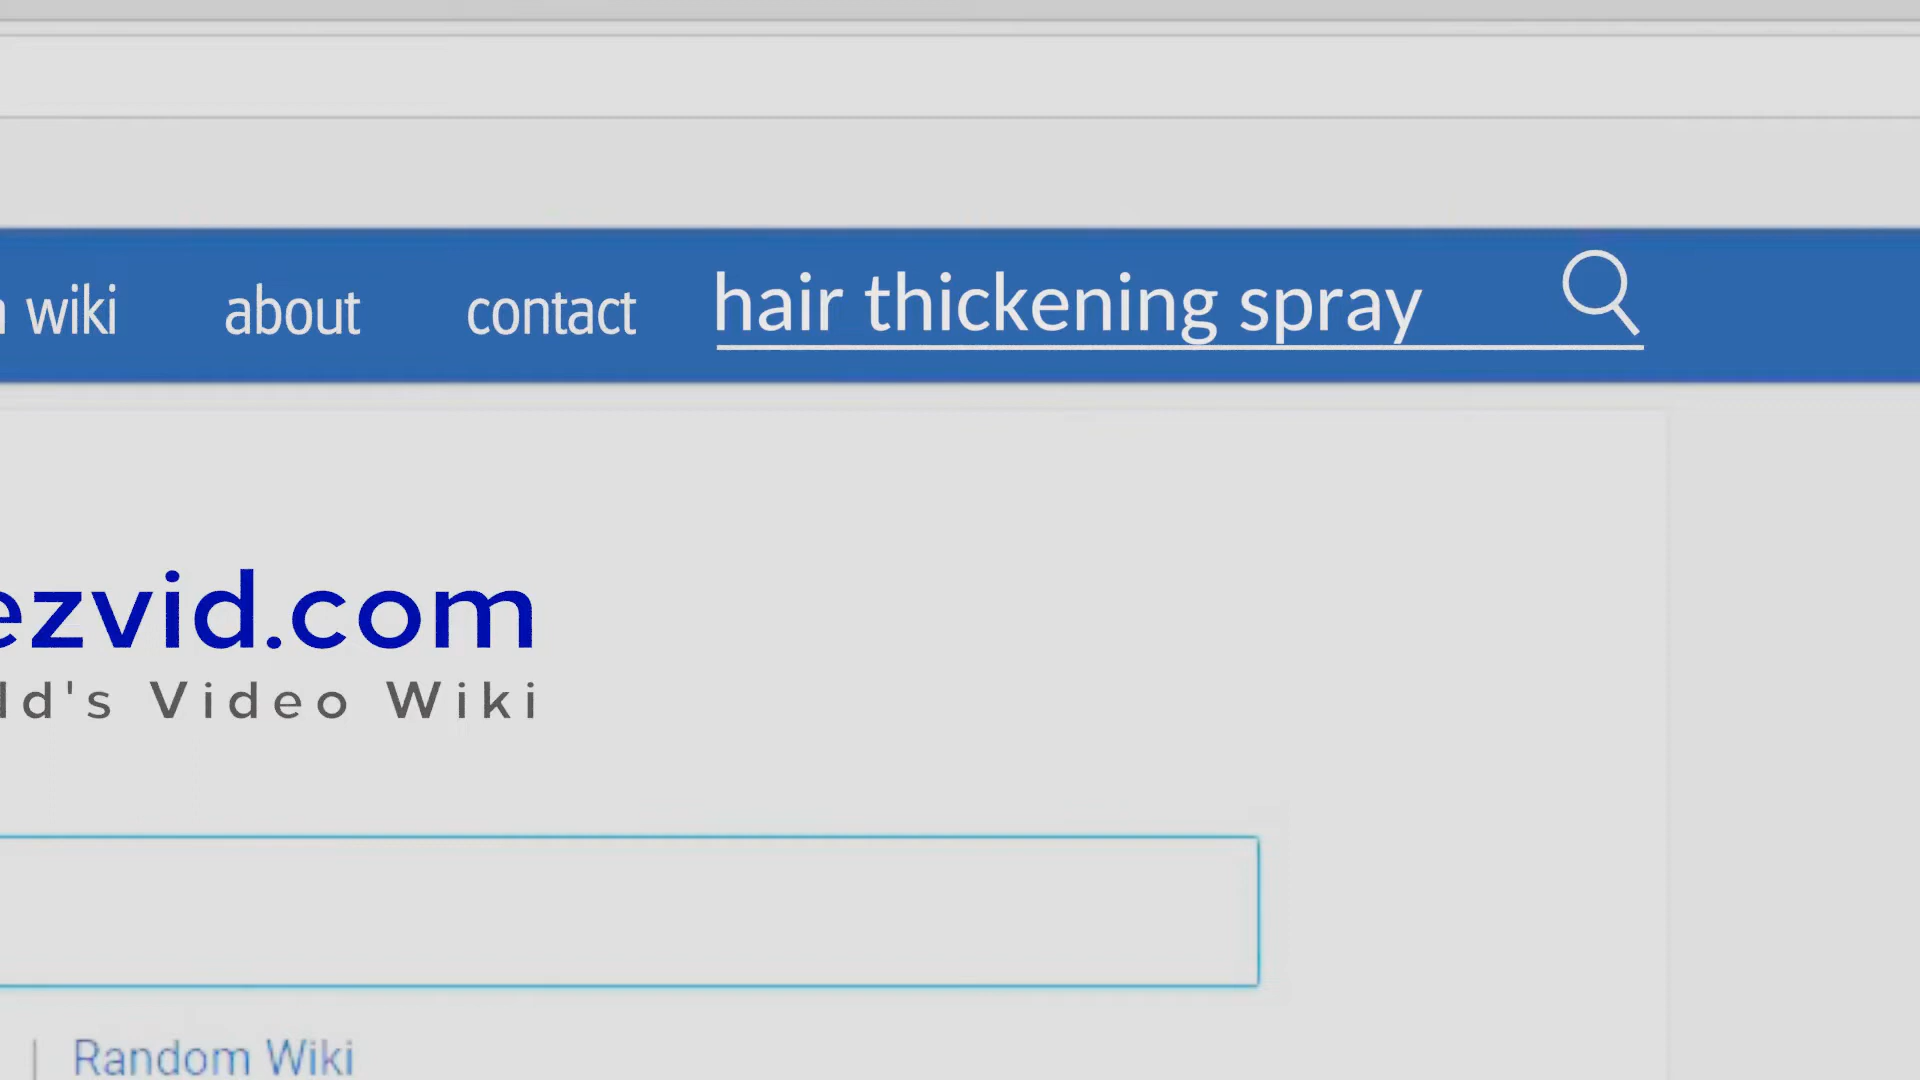 wiki about contact hair thickening spray
ezvid.com
ld's Video Wiki
| Random Wiki